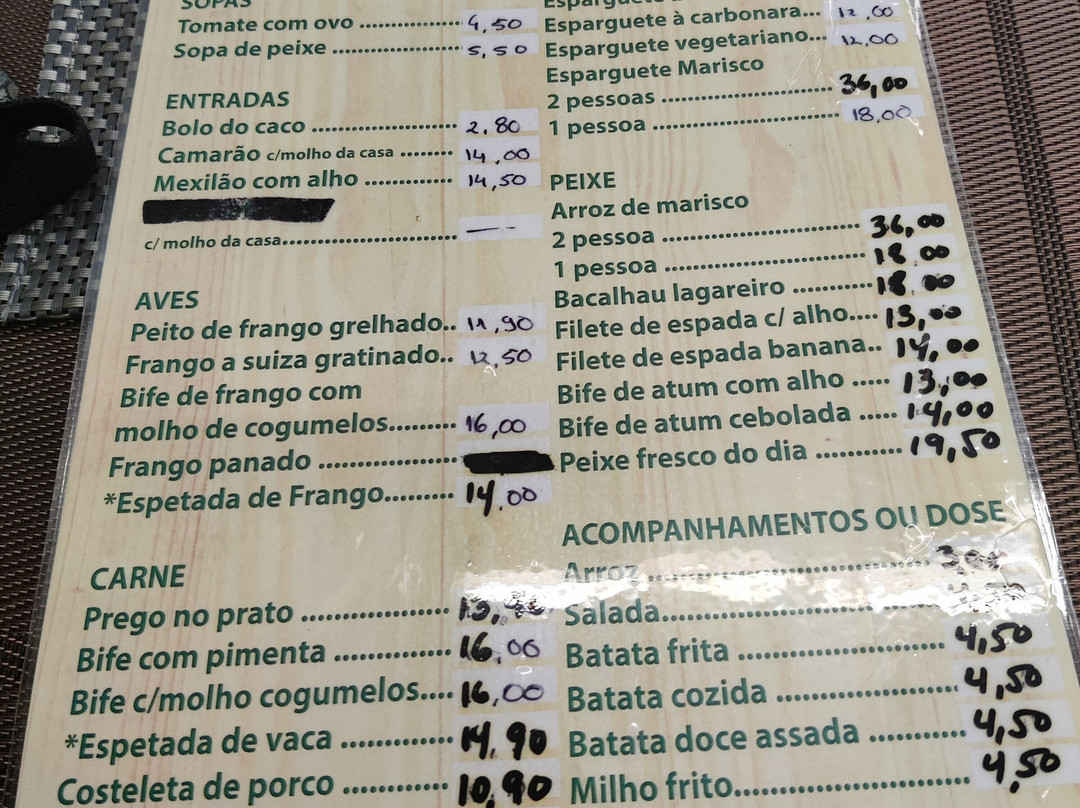 SOPAS
Tomate com ovo ............... 4,50
Sopa de peixe .................. 5,50
ENTRADAS
Bolo do caco ..................... 2,80
Camarão c/molho da casa ........ 14,00
Mexilão com alho ............. 14,50
c/ molho da casa............................. —
AVES
Peito de frango grelhado.. 11,90
Frango a suiza gratinado.. 12,50
Bife de frango com
molho de cogumelos.......... 16,00
Frango panado ...................
*Espetada de Frango.......... 14.00
CARNE
Prego no prato .................. 13,
Bife com pimenta .............. 16,00
Bife c/molho cogumelos.... 16,00
*Espetada de vaca ............. 14,90
Costeleta de porco ............ 10,90
Esparguete à carbonara... 12,00
Esparguete vegetariano... 12,00
Esparguete Marisco
2 pessoas .......................... 36,00
1 pessoa ............................ 18,00
PEIXE
Arroz de marisco
2 pessoa ............................ 36,00
1 pessoa ............................ 18.00
Bacalhau lagareiro ........... 18.00
Filete de espada c/ alho.... 13,00
Filete de espada banana.. 14,00
Bife de atum com alho ..... 13,00
Bife de atum cebolada ..... 14,00
Peixe fresco do dia ........... 19,50
ACOMPANHAMENTOS OU DOSE
Arroz.................................. 3,
Salada................................
Batata frita ........................ 4,50
Batata cozida .................... 4,50
Batata doce assada ........... 4,50
Milho frito.......................... 4,50